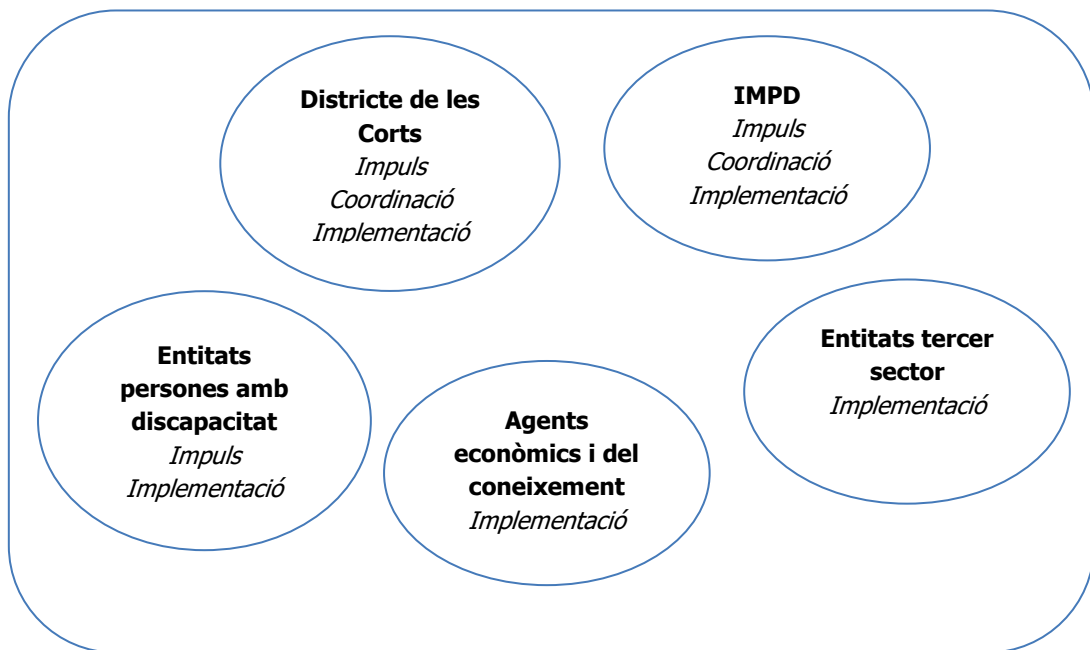 Districte de les
Corts
Impuls
Coordinació
Implementació
IMPD
Impuls
Coordinació
Implementació
Entitats
persones amb
discapacitat
Impuls
Implementació
Agents
econòmics i del
coneixement
Implementació
Entitats tercer
sector
Implementació